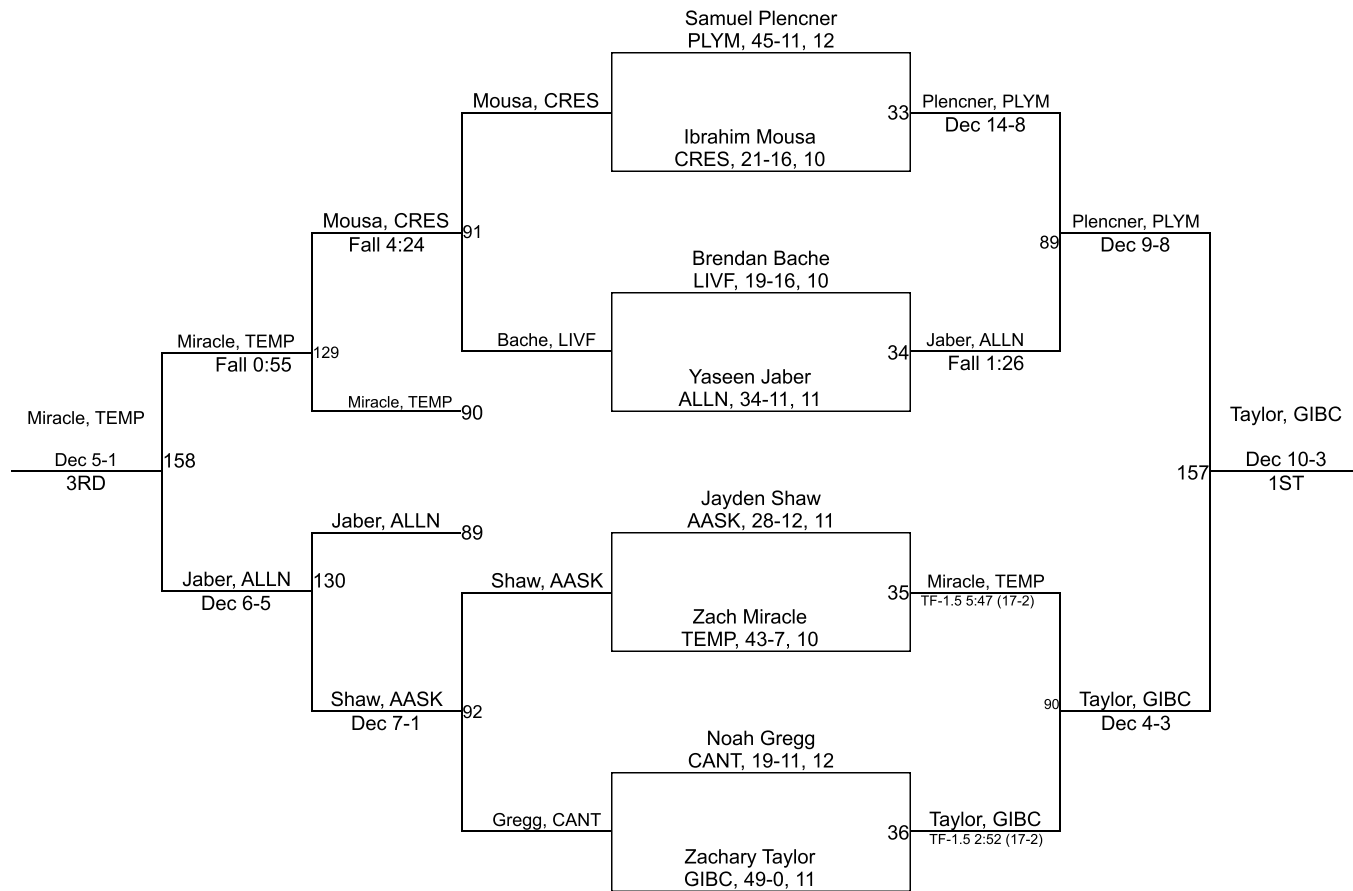 Samuel Plencner
PLYM, 45-11, 12
Mousa, CRES
33
Plencner, PLYM
Dec 14-8
Ibrahim Mousa
CRES, 21-16, 10
Mousa, CRES
Fall 4:24
91
Plencner, PLYM
Dec 9-8
89
Brendan Bache
LIVF, 19-16, 10
Bache, LIVF
34
Jaber, ALLN
Fall 1:26
Yaseen Jaber
ALLN, 34-11, 11
Miracle, TEMP
Fall 0:55
129
Miracle, TEMP
90
Miracle, TEMP
Dec 5-1
3RD
158
Taylor, GIBC
157
Dec 10-3
1ST
Jayden Shaw
AASK, 28-12, 11
Jaber, ALLN
89
Jaber, ALLN
Dec 6-5
130
Shaw, AASK
35
Miracle, TEMP
TF-1.5 5:47 (17-2)
Zach Miracle
TEMP, 43-7, 10
Shaw, AASK
Dec 7-1
92
90
Taylor, GIBC
Dec 4-3
Noah Gregg
CANT, 19-11, 12
Gregg, CANT
36
Taylor, GIBC
TF-1.5 2:52 (17-2)
Zachary Taylor
GIBC, 49-0, 11